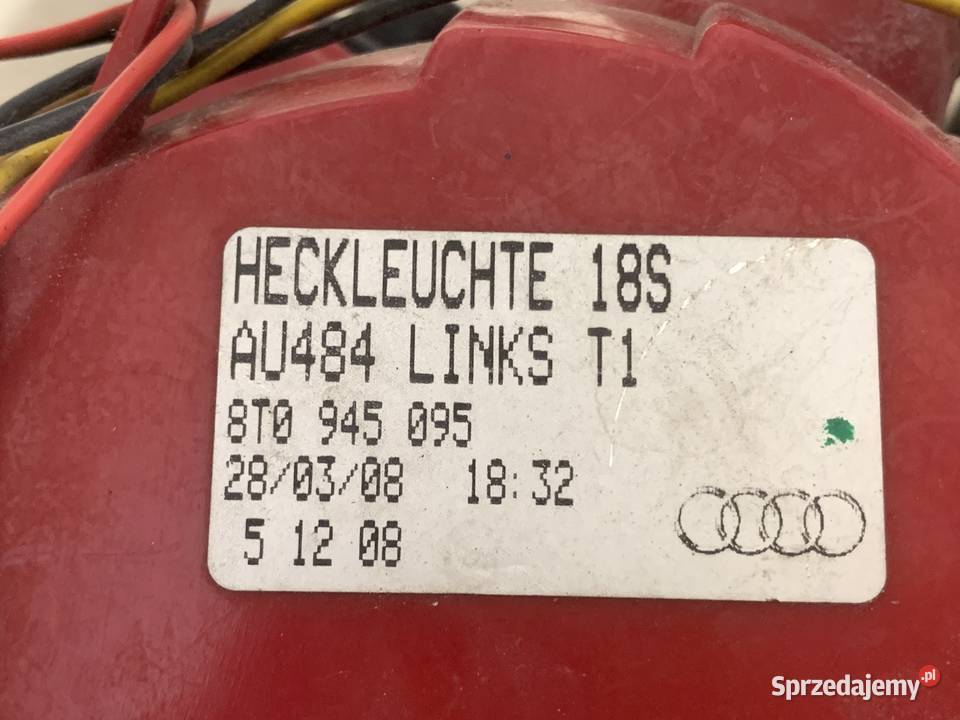 HECKLEUCHTE 18S
AU484 LINKS T1
8T0 945 095
28/03/08 18:32
5 12 08
Sprzedajemy.pl